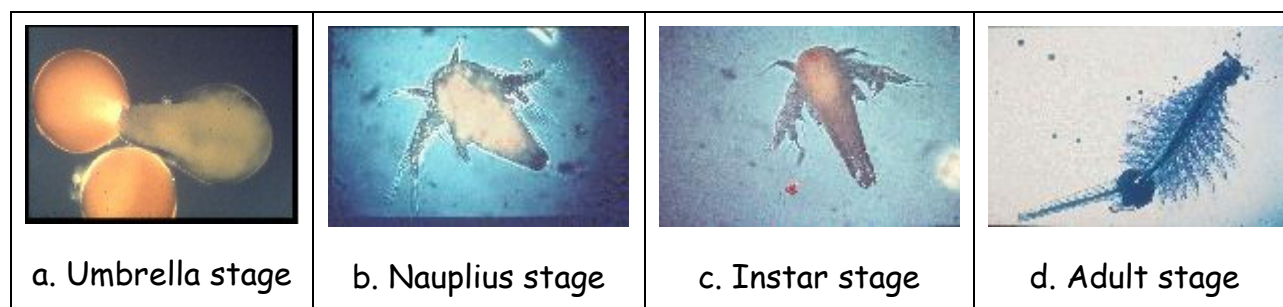 a. Umbrella stage
b. Nauplius stage
c. Instar stage
d. Adult stage